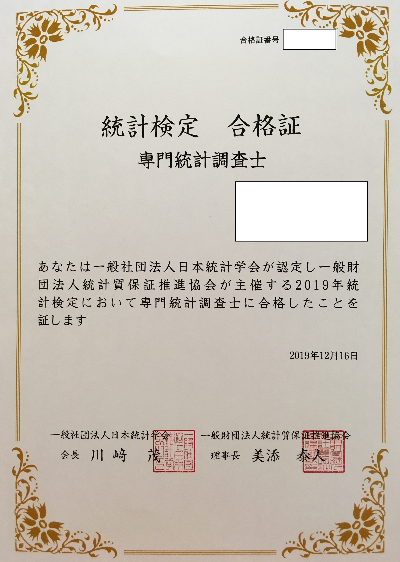 合格証番号
統計検定　合格証
専門統計調査士
あなたは一般社団法人日本統計学会が認定し一般財
団法人統計質保証推進協会が主催する2019年統
計検定において専門統計調査士に合格したことを
証します
2019年12月16日
一般社団法人日本統計学会　一般財団法人統計質保証推進協会
会長　川﨑　茂　理事長　美添　泰人